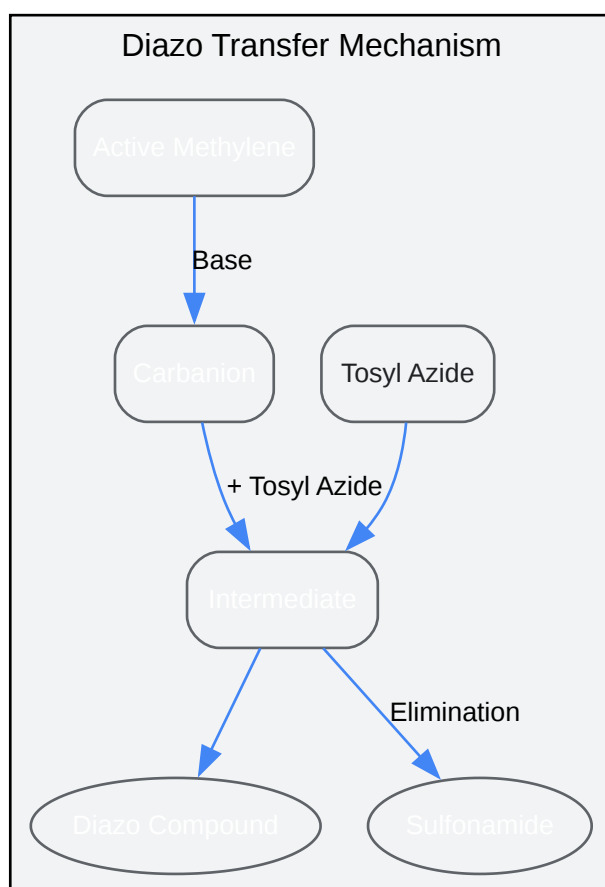 Diazo Transfer Mechanism
Active Methylene
Base
Carbanion
Tosyl Azide
+ Tosyl Azide
Intermediate
Elimination
Diazo Compound
Sulfonamide